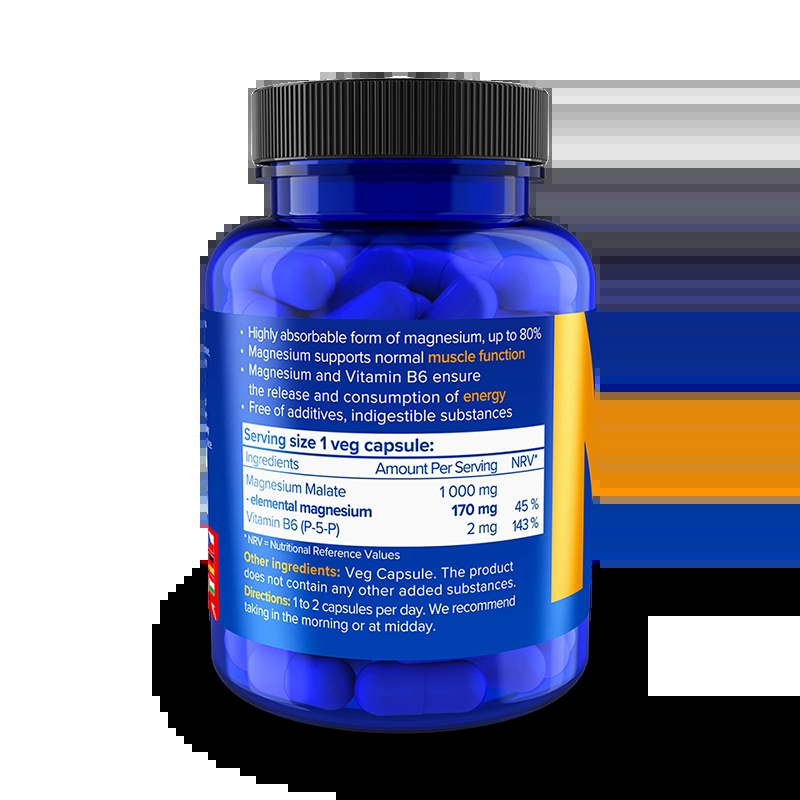 • Highly absorbable form of magnesium, up to 80%
• Magnesium supports normal muscle function
• Magnesium and Vitamin B6 ensure
the release and consumption of energy
• Free of additives, indigestible substances
Serving size 1 veg capsule:
Ingredients Amount Per Serving NRV*
Magnesium Malate 1 000 mg
- elemental magnesium 170 mg 45 %
Vitamin B6 (P-5-P) 2 mg 143 %
*NRV = Nutritional Reference Values
Other ingredients: Veg Capsule. The product
does not contain any other added substances.
Directions: 1 to 2 capsules per day. We recommend
taking in the morning or at midday.